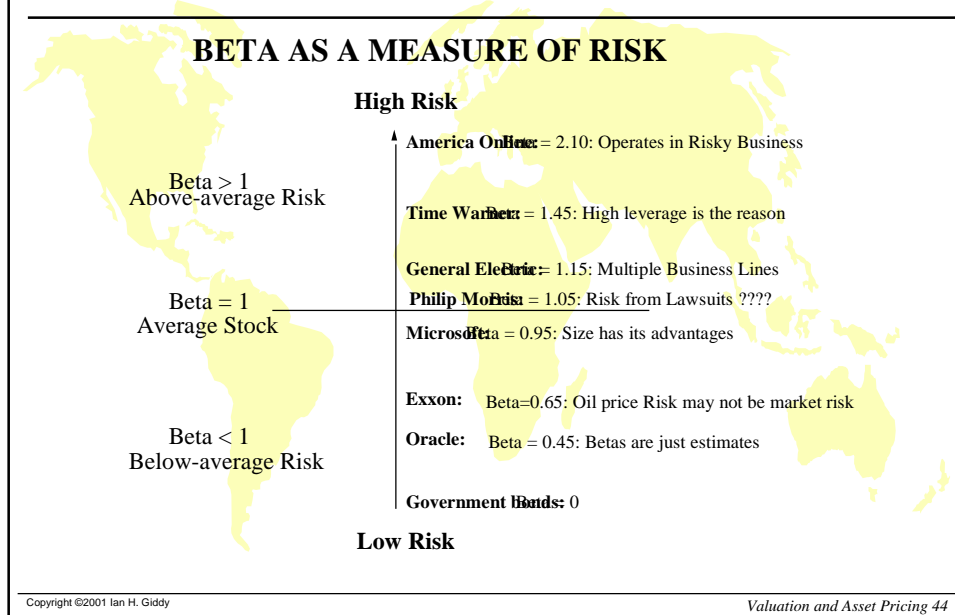 BETA AS A MEASURE OF RISK
High Risk
America Online: Beta = 2.10: Operates in Risky Business
Beta > 1
Above-average Risk
Time Warner: Beta = 1.45: High leverage is the reason
General Electric: Beta = 1.15: Multiple Business Lines
Philip Morris: Beta = 1.05: Risk from Lawsuits ????
Beta = 1
Average Stock
Microsoft: Beta = 0.95: Size has its advantages
Exxon: Beta=0.65: Oil price Risk may not be market risk
Oracle: Beta = 0.45: Betas are just estimates
Beta < 1
Below-average Risk
Government bonds: Beta = 0
Low Risk
Copyright ©2001 Ian H. Giddy
Valuation and Asset Pricing 44